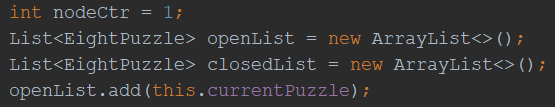 int nodeCtr = 1;
List<EightPuzzle> openList = new ArrayList<>();
List<EightPuzzle> closedList = new ArrayList<>();
openList.add(this.currentPuzzle);